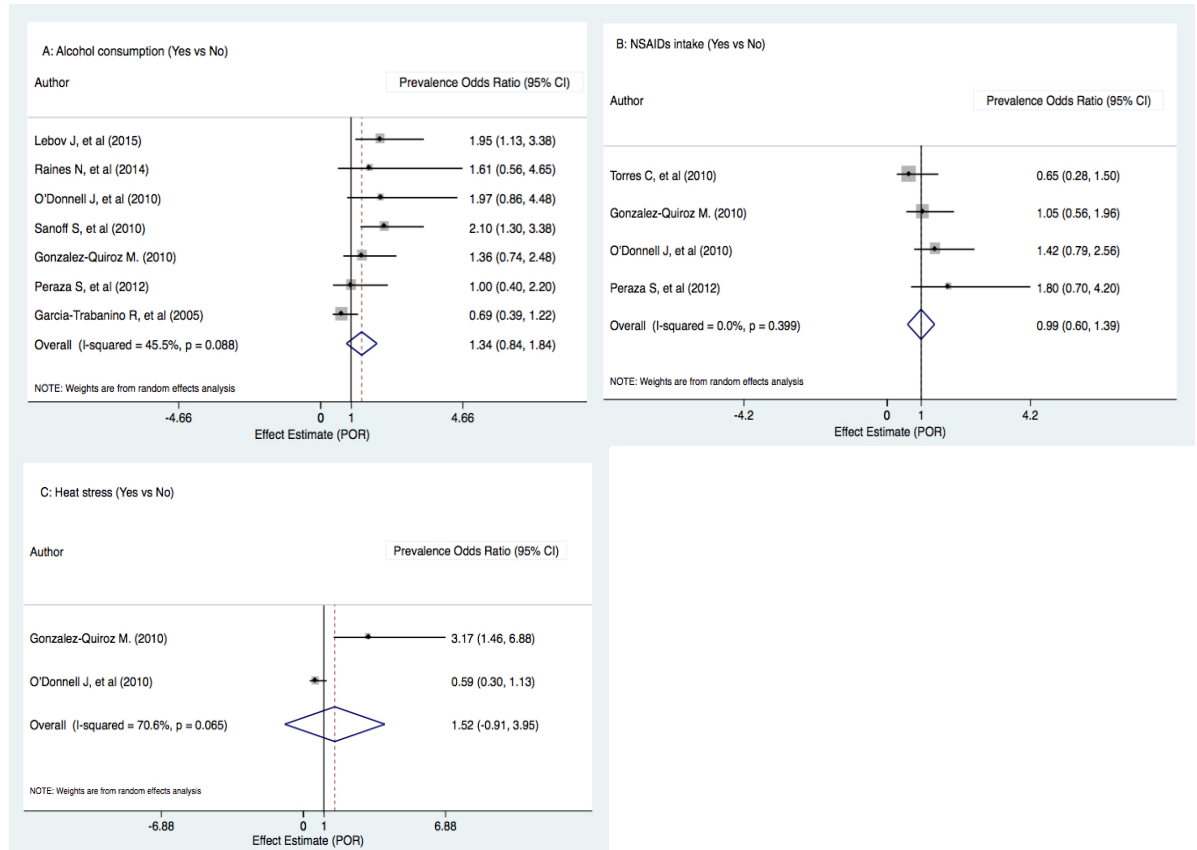 A: Alcohol consumption (Yes vs No)
Author Prevalence Odds Ratio (95% CI)
Lebov J, et al (2015) 1.95 (1.13, 3.38)
Raines N, et al (2014) 1.61 (0.56, 4.65)
O'Donnell J, et al (2010) 1.97 (0.86, 4.48)
Sanoff S, et al (2010) 2.10 (1.30, 3.38)
Gonzalez-Quiroz M. (2010) 1.36 (0.74, 2.48)
Peraza S, et al (2012) 1.00 (0.40, 2.20)
Garcia-Trabanino R, et al (2005) 0.69 (0.39, 1.22)
Overall (I-squared = 45.5%, p = 0.088) 1.34 (0.84, 1.84)
NOTE: Weights are from random effects analysis
-4.66 0 1 4.66
Effect Estimate (POR)
B: NSAIDs intake (Yes vs No)
Author Prevalence Odds Ratio (95% CI)
Torres C, et al (2010) 0.65 (0.28, 1.50)
Gonzalez-Quiroz M. (2010) 1.05 (0.56, 1.96)
O'Donnell J, et al (2010) 1.42 (0.79, 2.56)
Peraza S, et al (2012) 1.80 (0.70, 4.20)
Overall (I-squared = 0.0%, p = 0.399) 0.99 (0.60, 1.39)
NOTE: Weights are from random effects analysis
-4.2 0 1 4.2
Effect Estimate (POR)
C: Heat stress (Yes vs No)
Author Prevalence Odds Ratio (95% CI)
Gonzalez-Quiroz M. (2010) 3.17 (1.46, 6.88)
O'Donnell J, et al (2010) 0.59 (0.30, 1.13)
Overall (I-squared = 70.6%, p = 0.065) 1.52 (-0.91, 3.95)
NOTE: Weights are from random effects analysis
-6.88 0 1 6.88
Effect Estimate (POR)